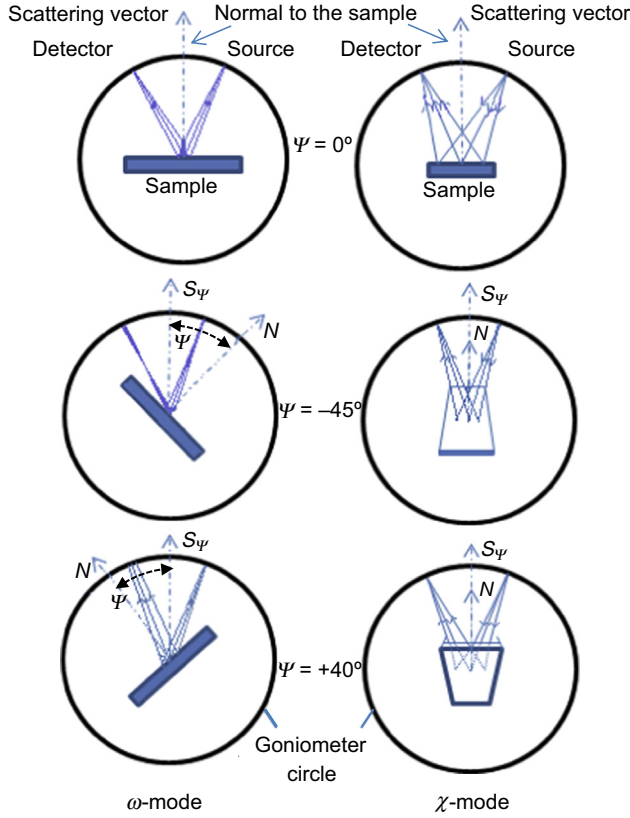 Scattering vector
Normal to the sample
Scattering vector
Detector
Source
Detector
Source
Ψ = 0º
Sample
Sample
SΨ
Ψ
N
SΨ
N
Ψ = –45º
SΨ
N
Ψ
SΨ
N
Ψ = +40º
Goniometer
circle
ω-mode
χ-mode